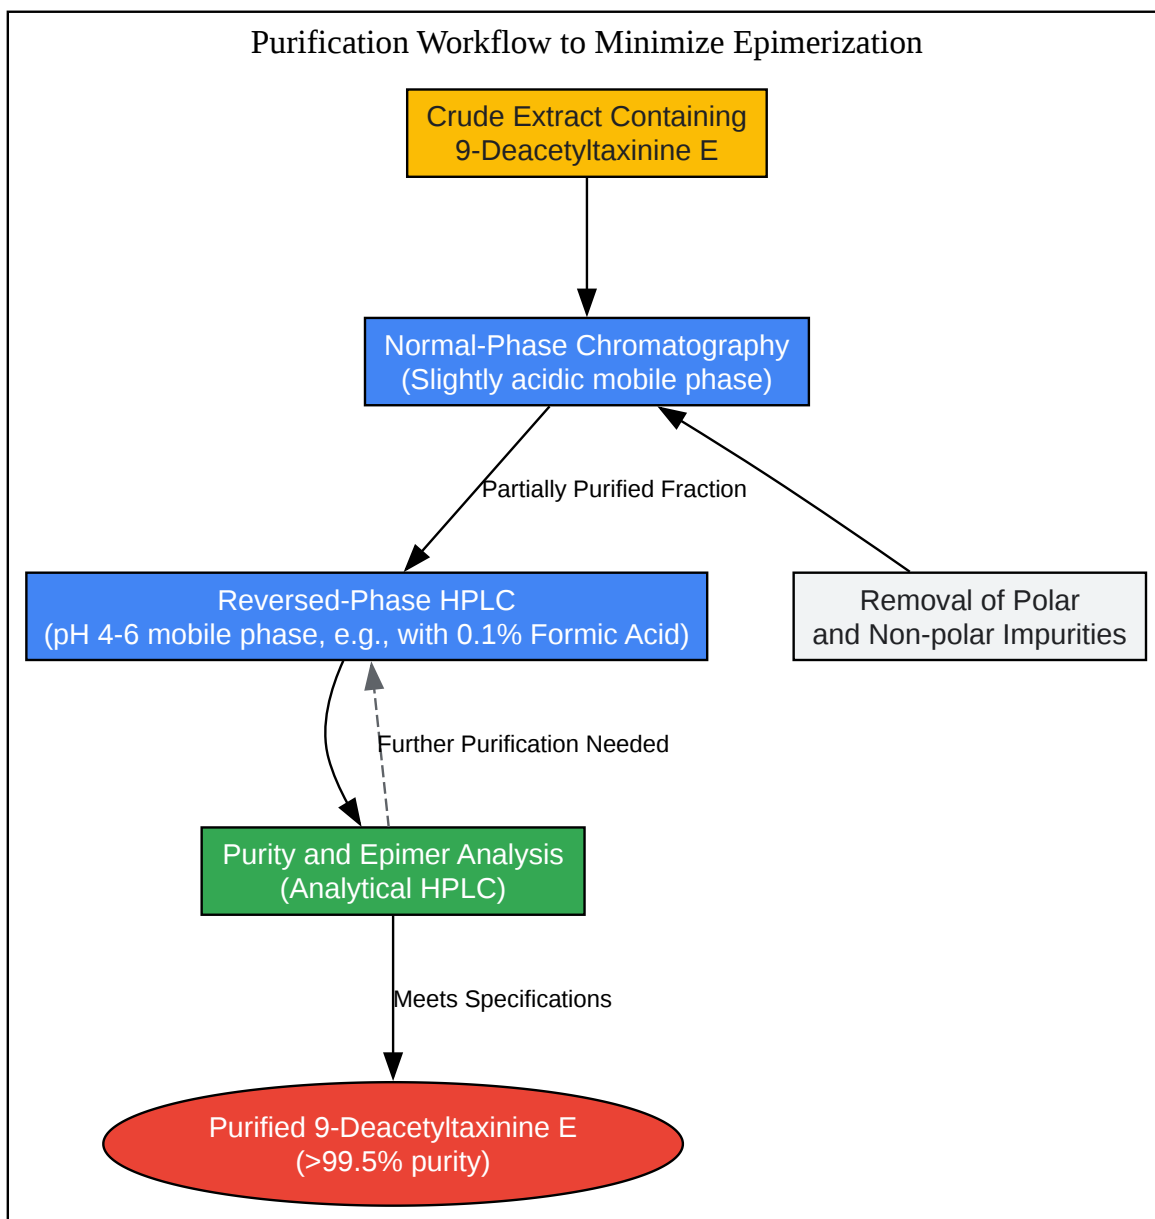 Purification Workflow to Minimize Epimerization
Crude Extract Containing
9-Deacetyltaxinine E
Normal-Phase Chromatography
(Slightly acidic mobile phase)
Partially Purified Fraction
Reversed-Phase HPLC
(pH 4-6 mobile phase, e.g., with 0.1% Formic Acid)
Removal of Polar
and Non-polar Impurities
Further Purification Needed
Purity and Epimer Analysis
(Analytical HPLC)
Meets Specifications
Purified 9-Deacetyltaxinine E
(>99.5% purity)